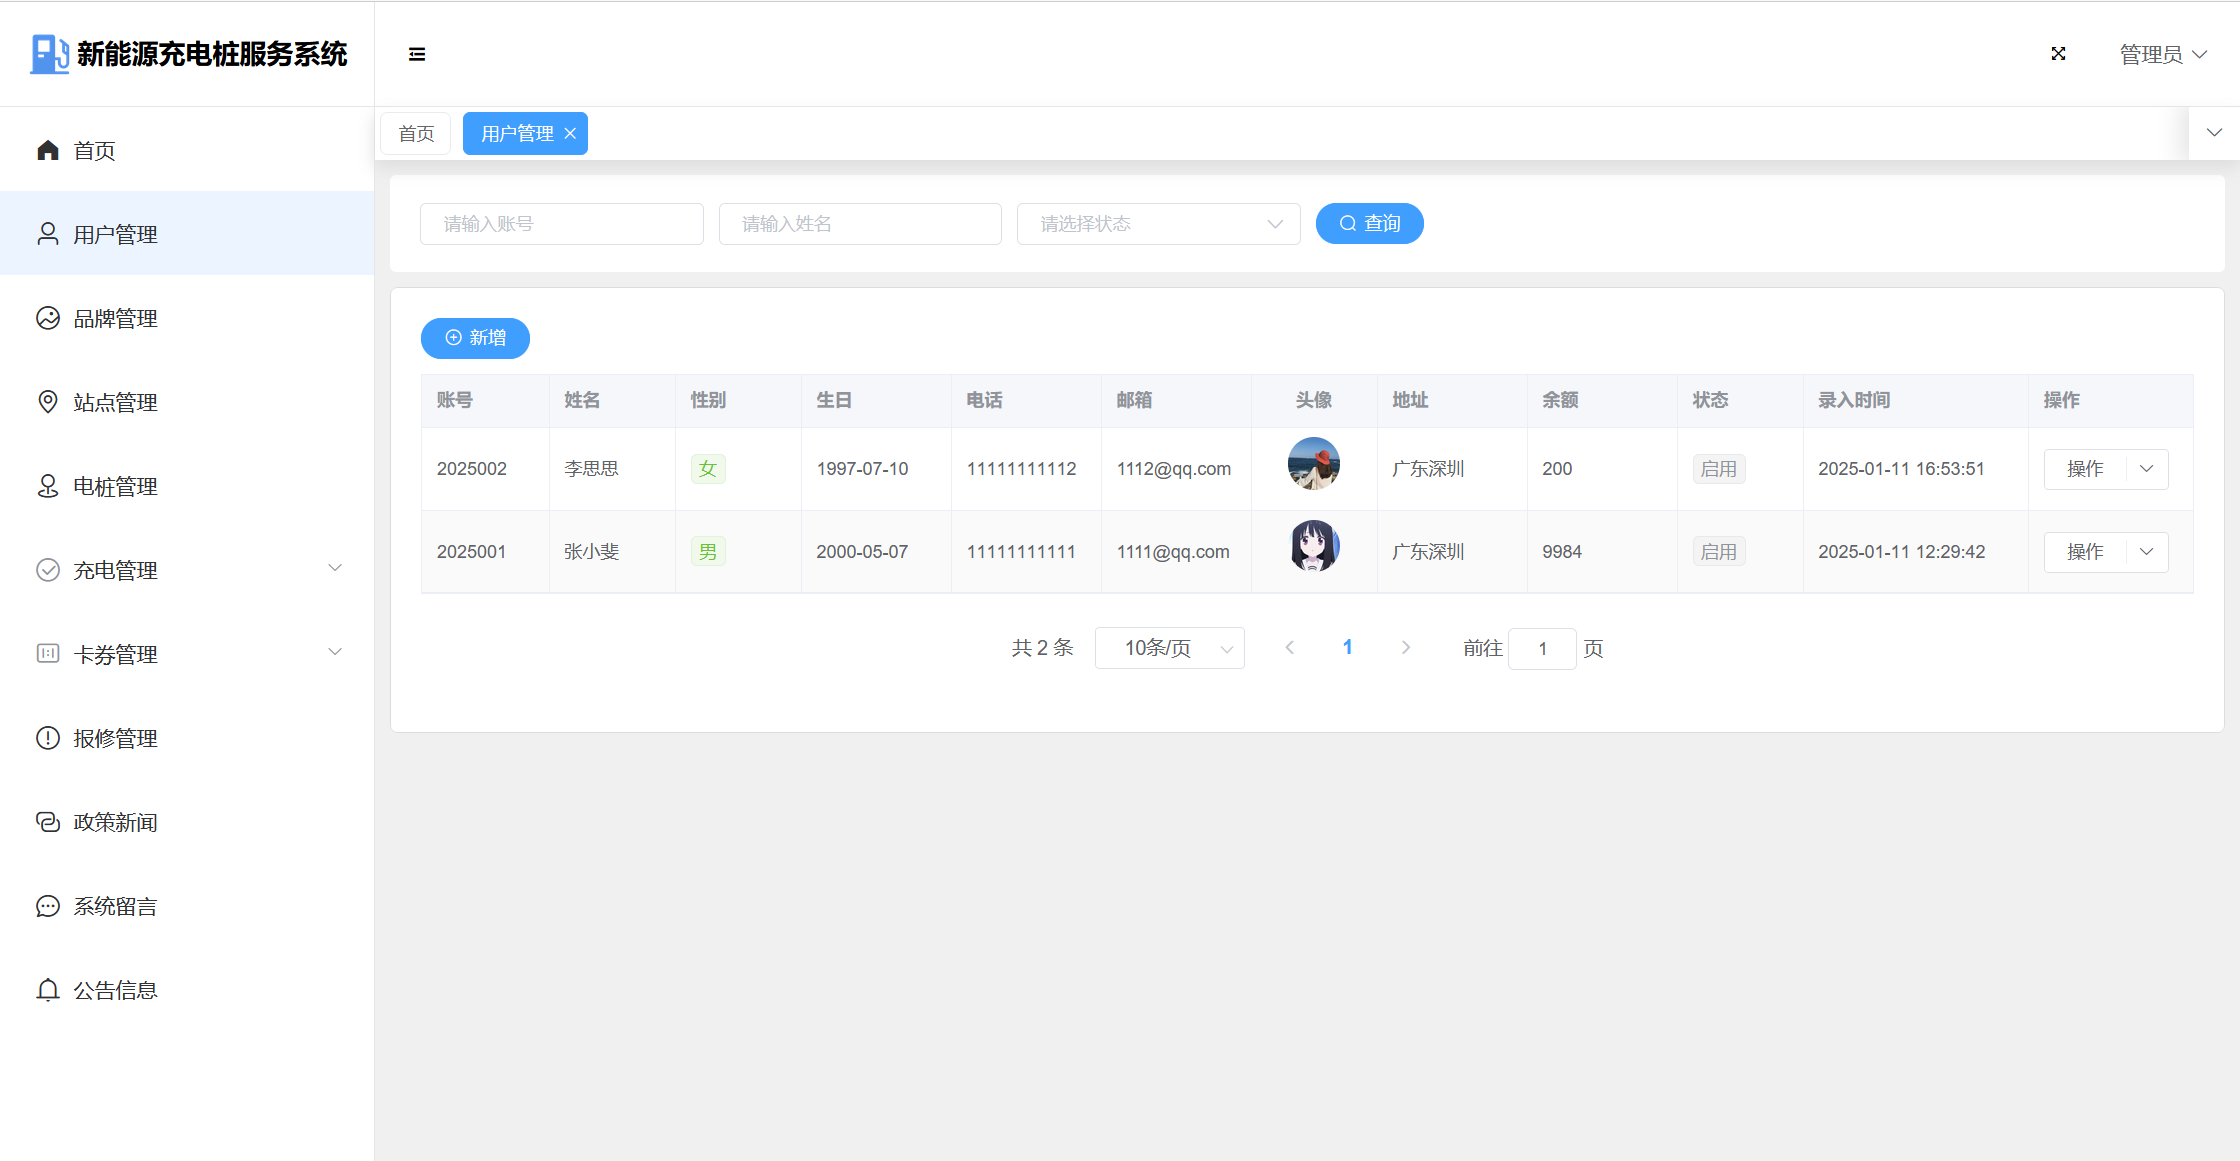 新能源充电桩服务系统
管理员
首页
用户管理
品牌管理
站点管理
电桩管理
充电管理
卡券管理
报修管理
政策新闻
系统留言
公告信息
首页 用户管理
请输入账号 请输入姓名 请选择状态 查询
新增
账号 姓名 性别 生日 电话 邮箱 头像 地址 余额 状态 录入时间 操作
2025002 李思思 女 1997-07-10 11111111112 1112@qq.com 广东深圳 200 启用 2025-01-11 16:53:51 操作
2025001 张小斐 男 2000-05-07 11111111111 1111@qq.com 广东深圳 9984 启用 2025-01-11 12:29:42 操作
共 2 条 10条/页 1 前往 1 页